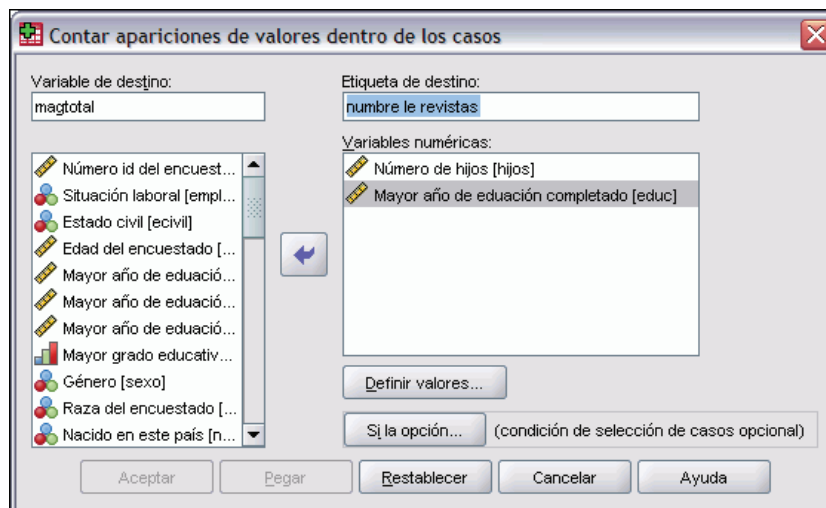 Contar apariciones de valores dentro de los casos
Variable de destino:
magtotal
Etiqueta de destino:
numbre le revistas
Variables numéricas:
Número de hijos [hijos]
Mayor año de eduación completado [educ]
Número id del encuest...
Situación laboral [empl...
Estado civil [ecivil]
Edad del encuestado [...
Mayor año de eduació...
Mayor año de eduació...
Mayor año de eduació...
Mayor grado educativ...
Género [sexo]
Raza del encuestado [...
Nacido en este país [n...
Definir valores...
Si la opción...
(condición de selección de casos opcional)
Aceptar
Pegar
Restablecer
Cancelar
Ayuda